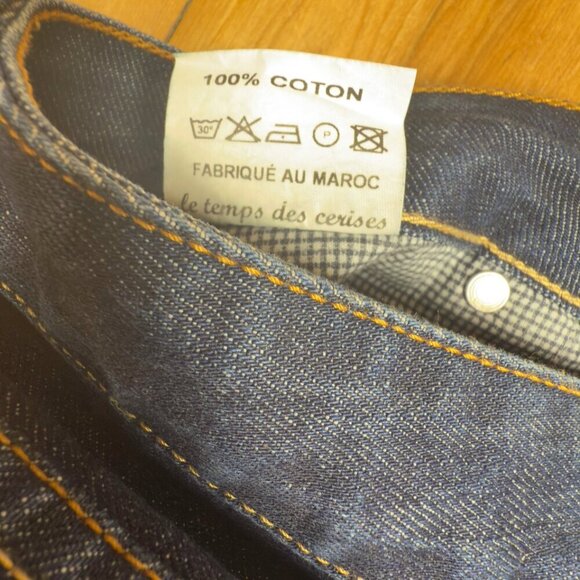 100% COTON
30° P
FABRIQUÉ AU MAROC
le temps des cerises